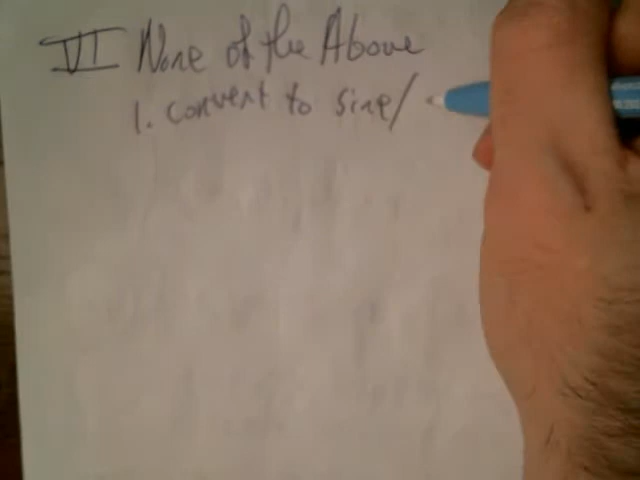 VI None of the Above
1. convert to sine/